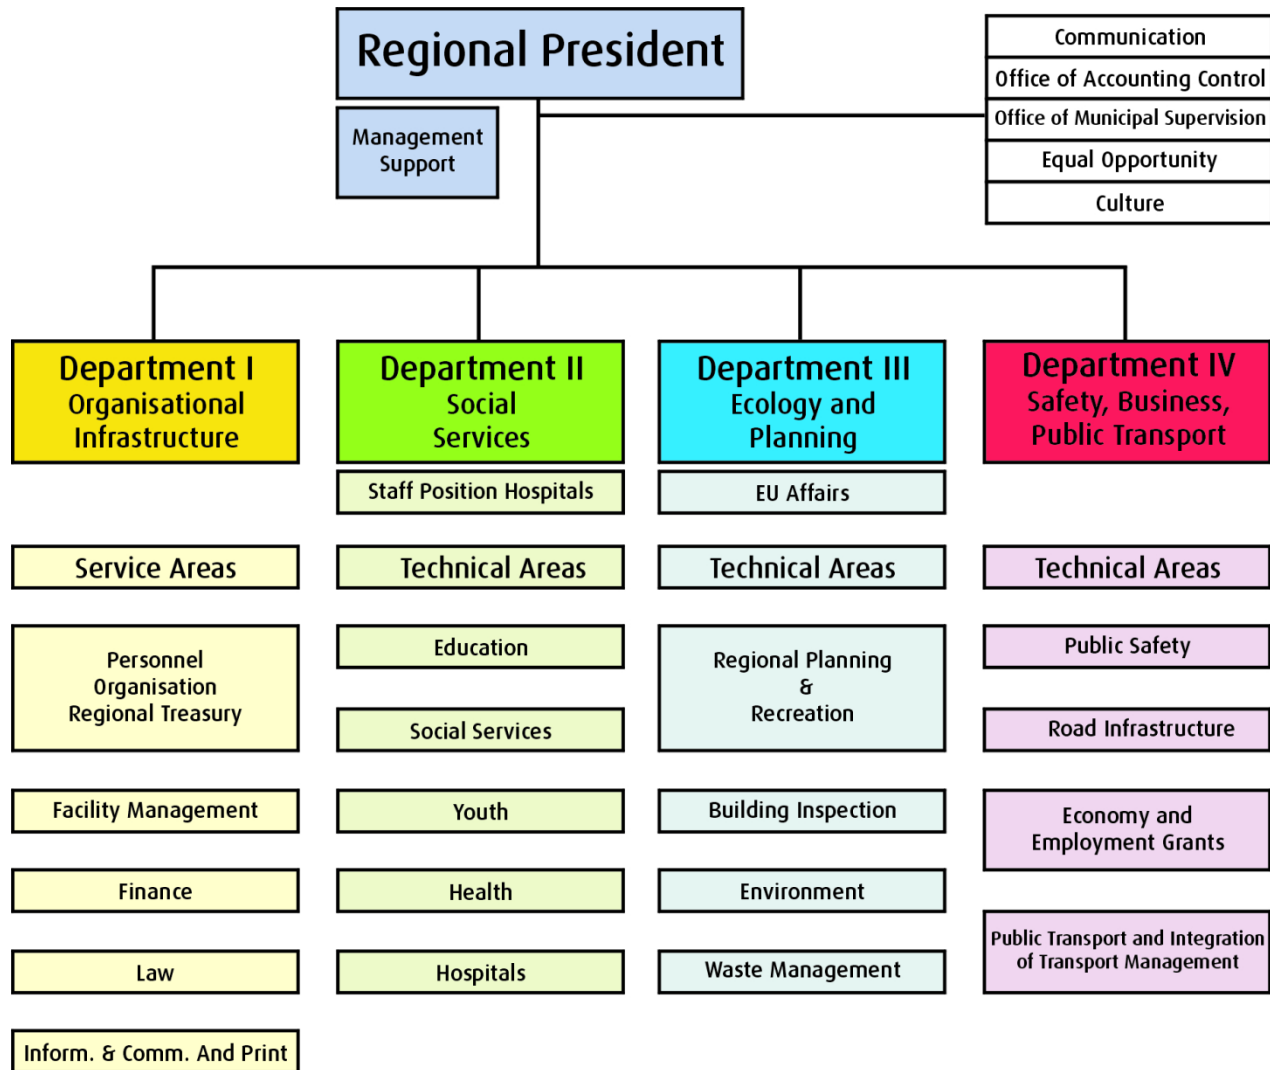 Regional President
Management
Support
Communication
Office of Accounting Control
Office of Municipal Supervision
Equal Opportunity
Culture
Department I
Organisational
Infrastructure
Service Areas
Personnel
Organisation
Regional Treasury
Facility Management
Finance
Law
Inform. & Comm. And Print
Department II
Social
Services
Staff Position Hospitals
Technical Areas
Education
Social Services
Youth
Health
Hospitals
Department III
Ecology and
Planning
EU Affairs
Technical Areas
Regional Planning
&
Recreation
Building Inspection
Environment
Waste Management
Department IV
Safety, Business,
Public Transport
Technical Areas
Public Safety
Road Infrastructure
Economy and
Employment Grants
Public Transport and Integration
of Transport Management